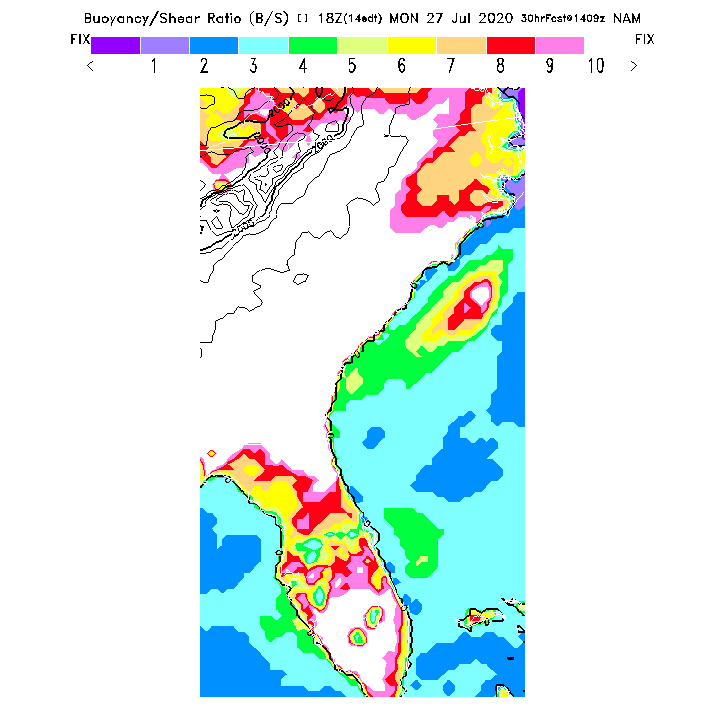 Buoyancy/Shear Ratio (B/S) [] 18Z(14edt) MON 27 Jul 2020 30hrFcst@1409z NAM
FIX FIX
< 1 2 3 4 5 6 7 8 9 10 >